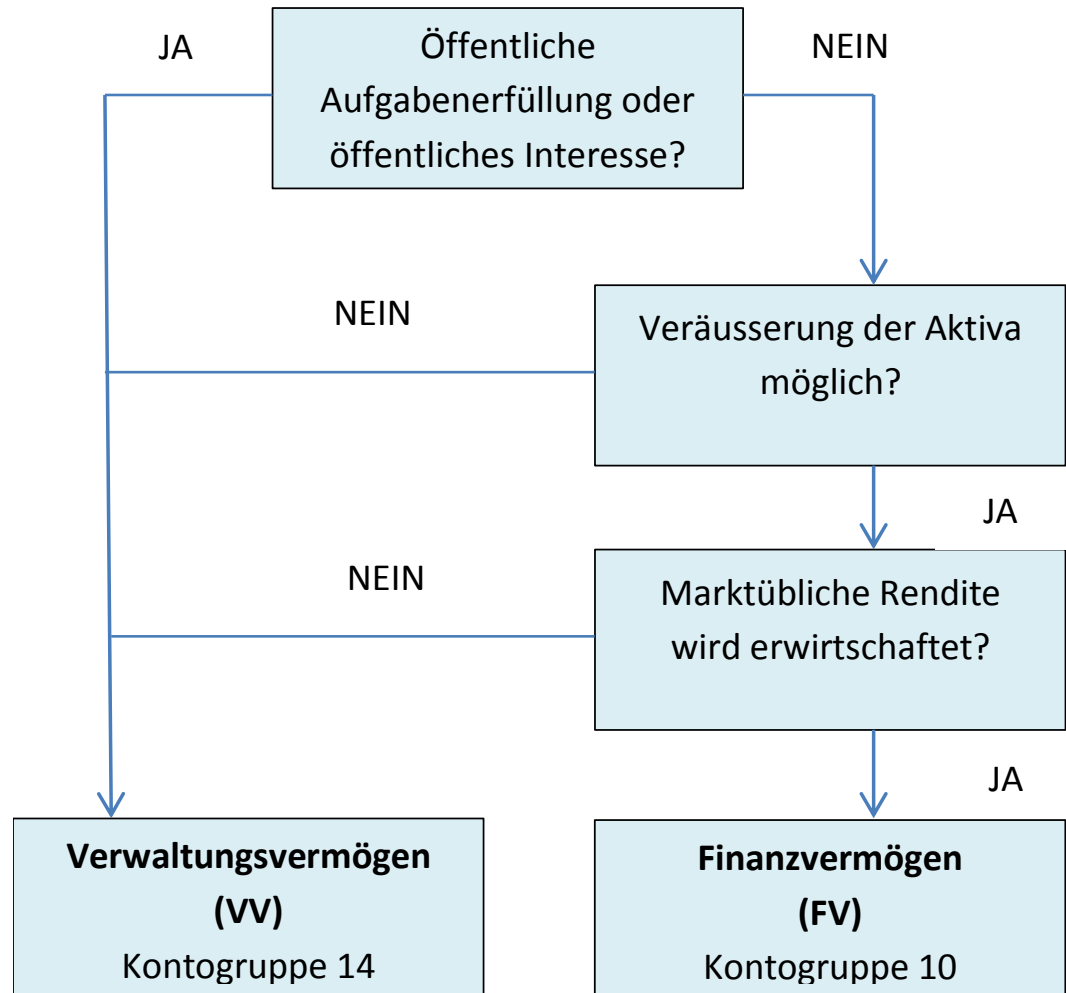 JA
Öffentliche
Aufgabenerfüllung oder
öffentliches Interesse?
NEIN
NEIN
Veräusserung der Aktiva
möglich?
JA
NEIN
Marktübliche Rendite
wird erwirtschaftet?
JA
Verwaltungsvermögen
(VV)
Kontogruppe 14
Finanzvermögen
(FV)
Kontogruppe 10